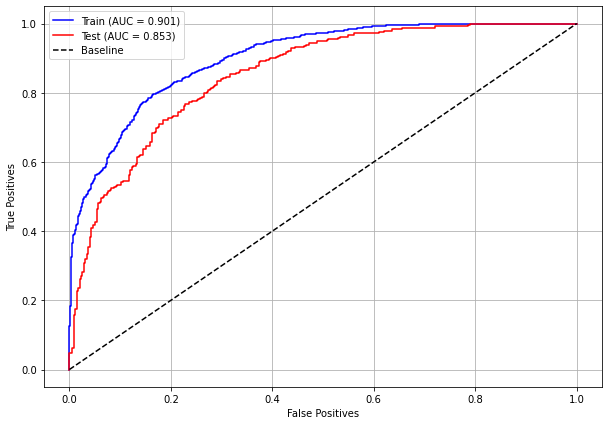 Train (AUC = 0.901)
Test (AUC = 0.853)
Baseline
1.0
0.8
0.6
0.4
0.2
0.0
True Positives
0.0
0.2
0.4
0.6
0.8
1.0
False Positives